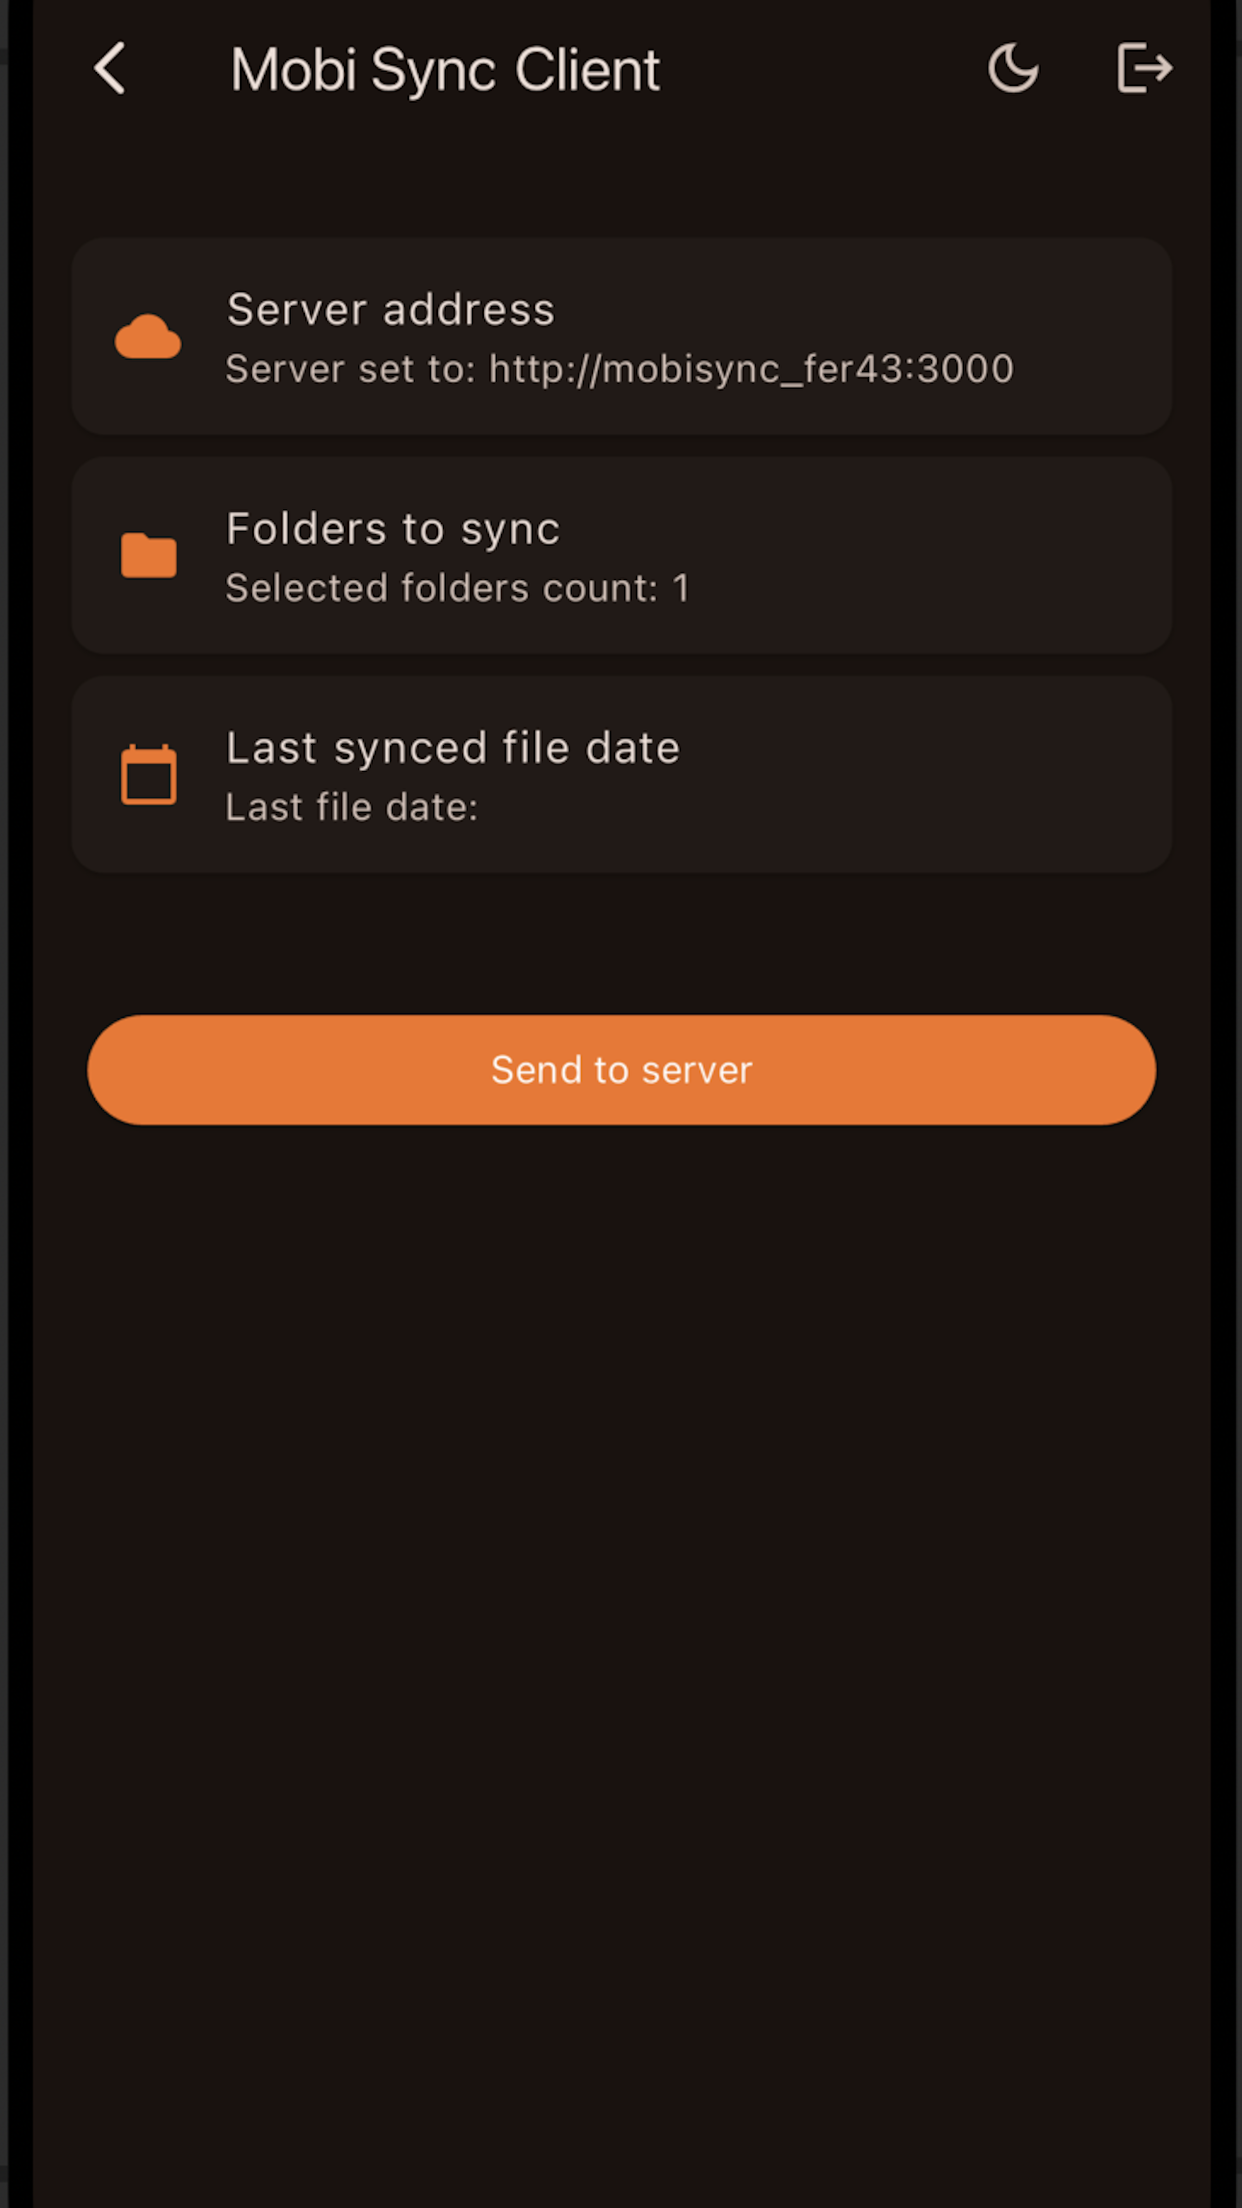 Mobi Sync Client
Server address
Server set to: http://mobisync_fer43:3000
Folders to sync
Selected folders count: 1
Last synced file date
Last file date:
Send to server